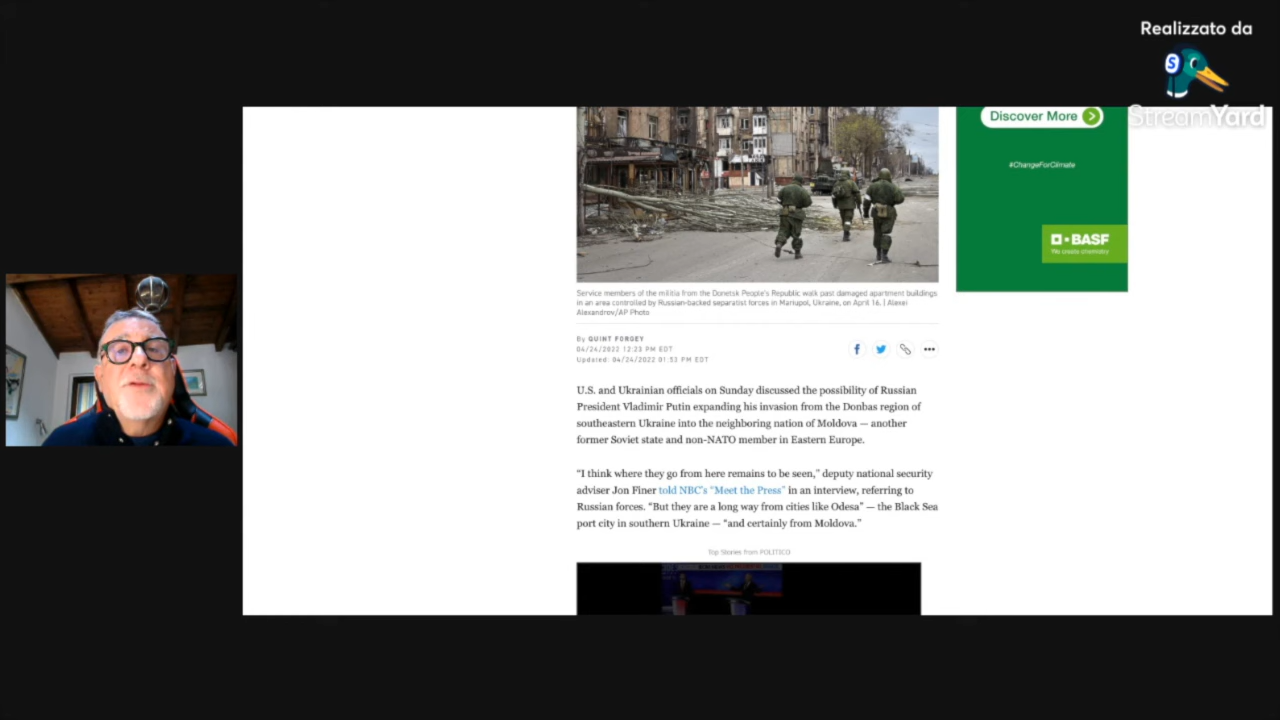 Realizzato da
S
StreamYard
Discover More
#ChangeForClimate
BASF
We create chemistry
Service members of the militia from the Donetsk People's Republic walk past damaged apartment buildings
in an area controlled by Russian-backed separatist forces in Mariupol, Ukraine, on April 16. | Alexei
Alexandrov/AP Photo
By QUINT FORGEY
04/24/2022 12:23 PM EDT
Updated: 04/24/2022 01:53 PM EDT
U.S. and Ukrainian officials on Sunday discussed the possibility of Russian
President Vladimir Putin expanding his invasion from the Donbas region of
southeastern Ukraine into the neighboring nation of Moldova — another
former Soviet state and non-NATO member in Eastern Europe.
“I think where they go from here remains to be seen,” deputy national security
adviser Jon Finer told NBC's “Meet the Press” in an interview, referring to
Russian forces. “But they are a long way from cities like Odesa” — the Black Sea
port city in southern Ukraine — “and certainly from Moldova.”
Top Stories from POLITICO